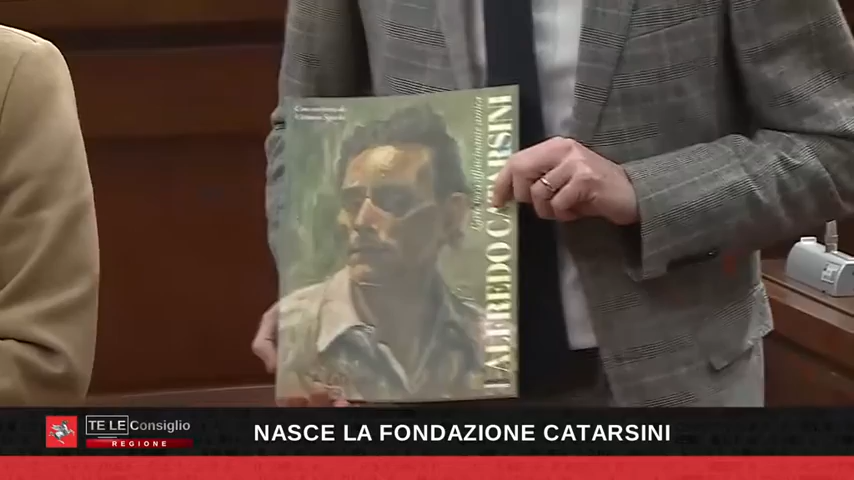 ALFREDO CATARSINI
TE LE Consiglio
REGIONE
NASCE LA FONDAZIONE CATARSINI